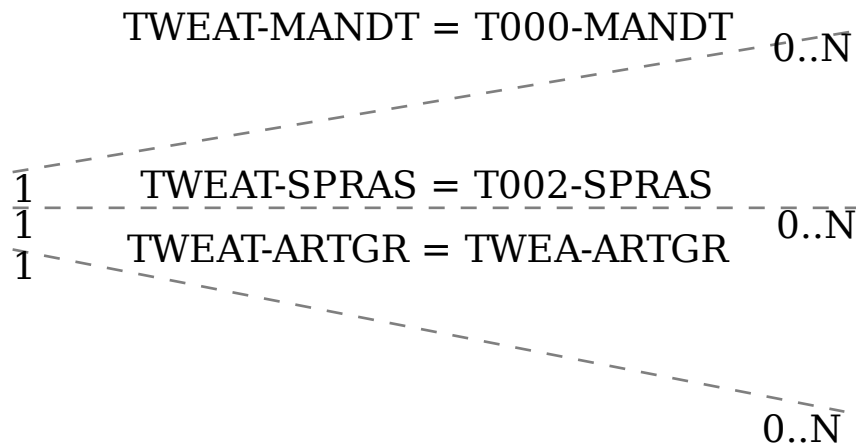 TWEAT-MANDT = T000-MANDT
0..N
1
TWEAT-SPRAS = T002-SPRAS
1
0..N
TWEAT-ARTGR = TWEA-ARTGR
1
0..N